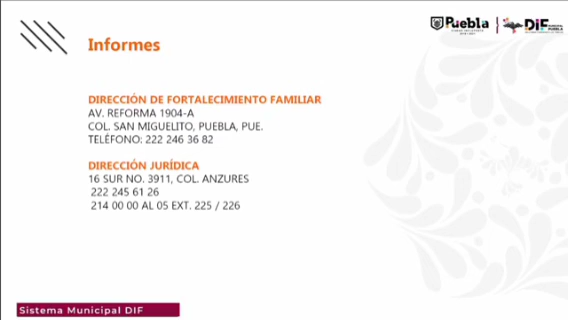 Informes
Puebla
DIF
DIRECCIÓN DE FORTALECIMIENTO FAMILIAR
AV. REFORMA 1904-A
COL. SAN MIGUELITO, PUEBLA, PUE.
TELÉFONO: 222 246 36 82
DIRECCIÓN JURÍDICA
16 SUR NO. 3911, COL. ANZURES
222 245 61 26
214 00 00 AL 05 EXT. 225 / 226
Sistema Municipal DIF